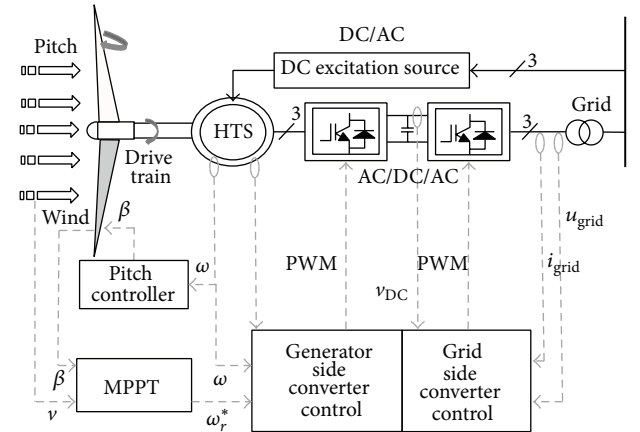 Pitch
DC/AC
DC excitation source
3
Grid
HTS
3
3
Drive
train
AC/DC/AC
Wind
β
β
u_grid
i_grid
Pitch
controller
ω
PWM
v_DC
PWM
β
MPPT
v
ω
ω_r^*
Generator
side
converter
control
Grid
side
converter
control